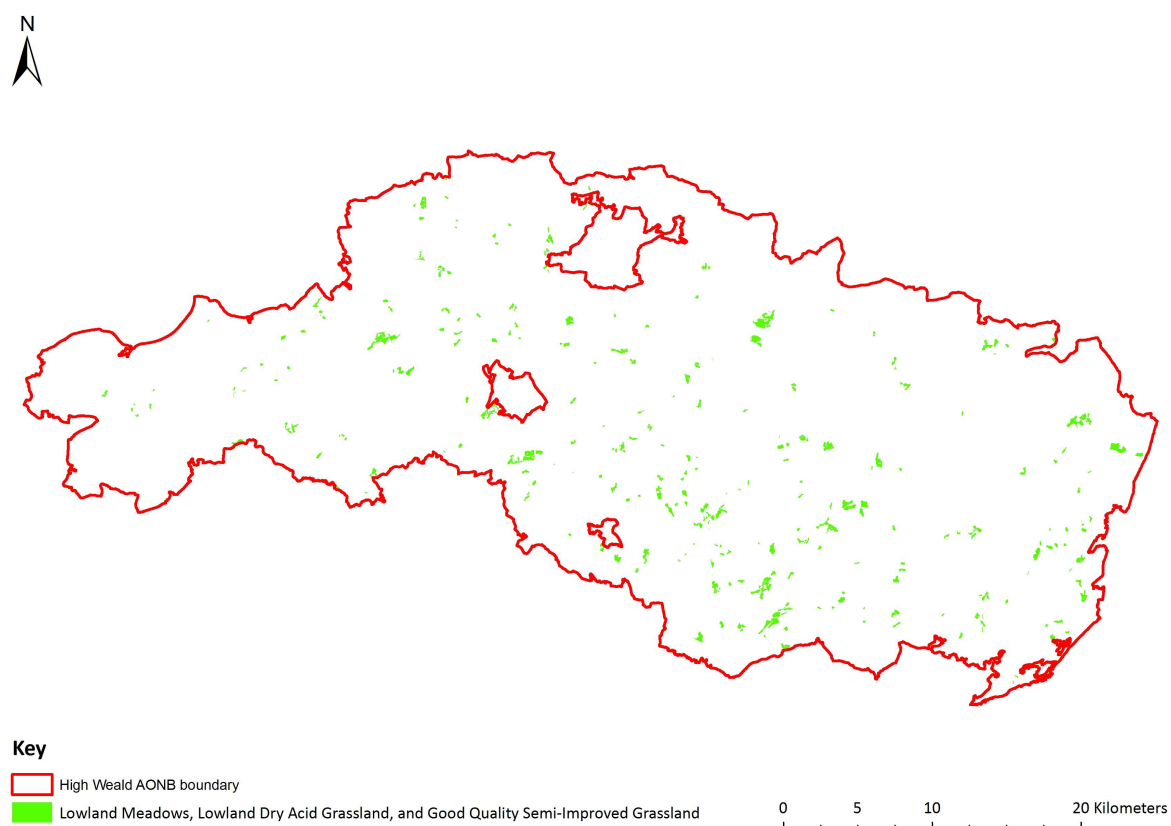 N
Key
High Weald AONB boundary
Lowland Meadows, Lowland Dry Acid Grassland, and Good Quality Semi-Improved Grassland
0 5 10 20 Kilometers